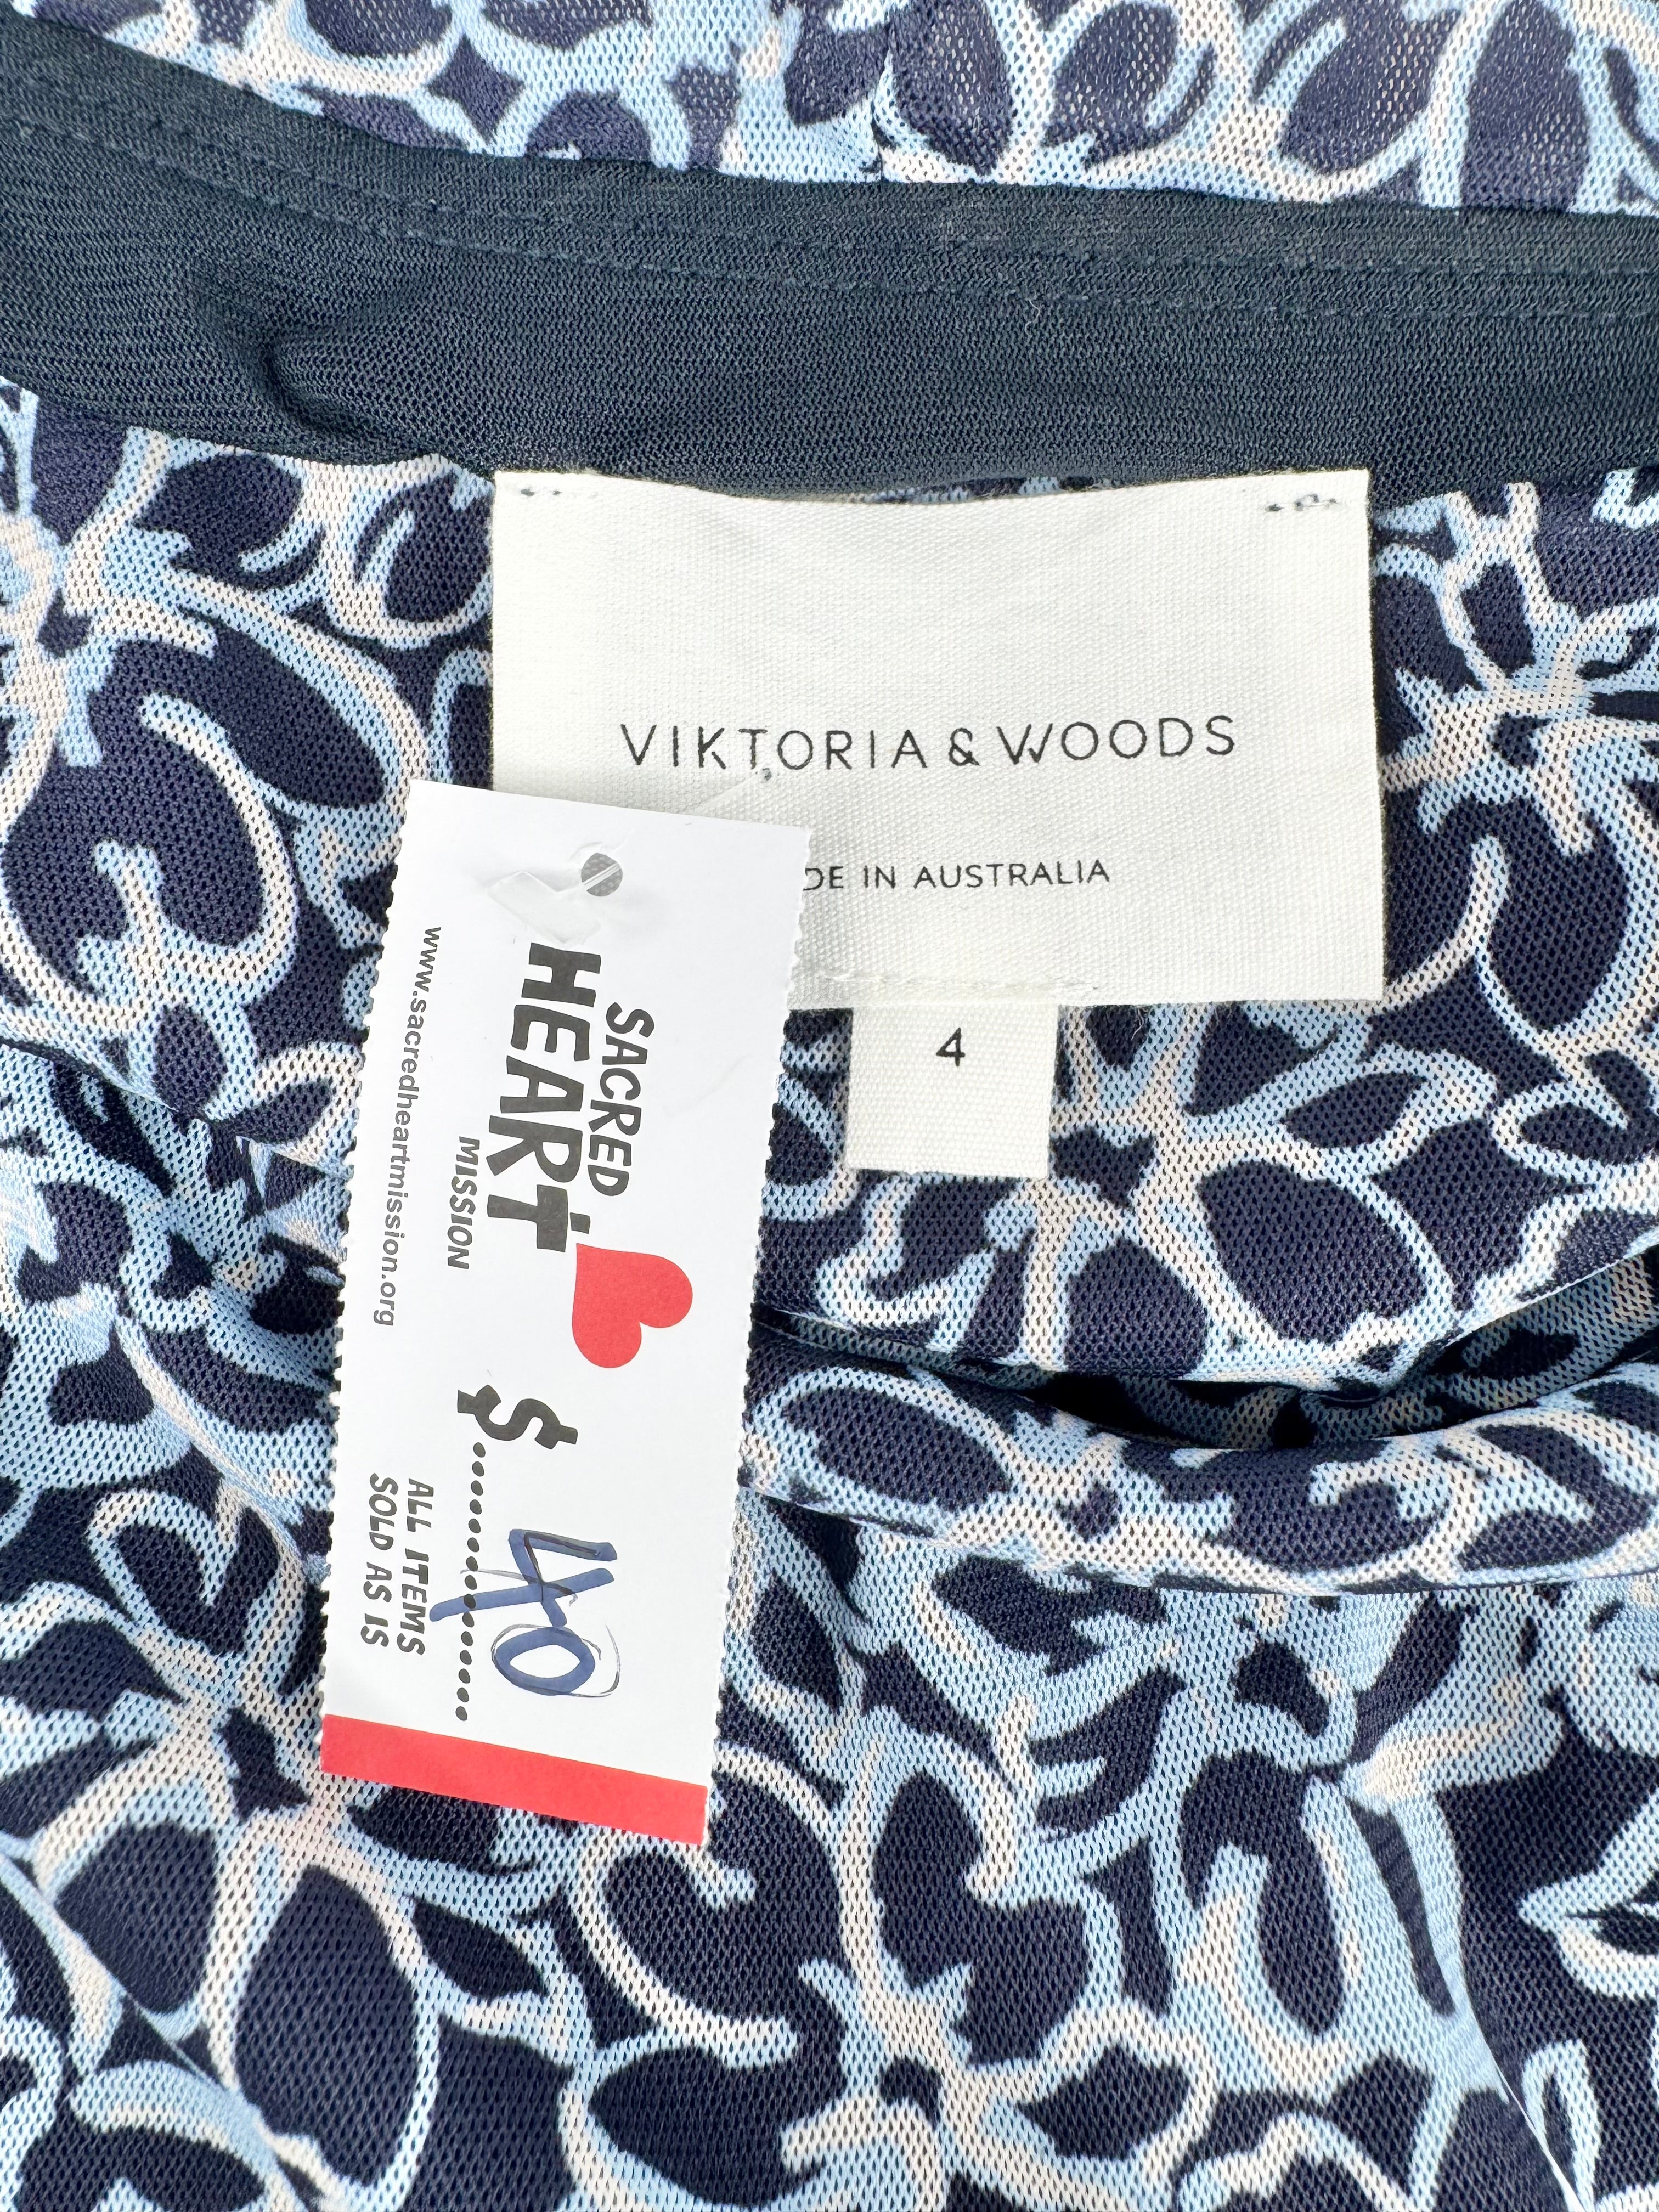 VIKTORIA & WOODS
DE IN AUSTRALIA
4
SACRED
HEART
MISSION
www.sacredheartmission.org
$.................... 40
ALL ITEMS
SOLD AS IS